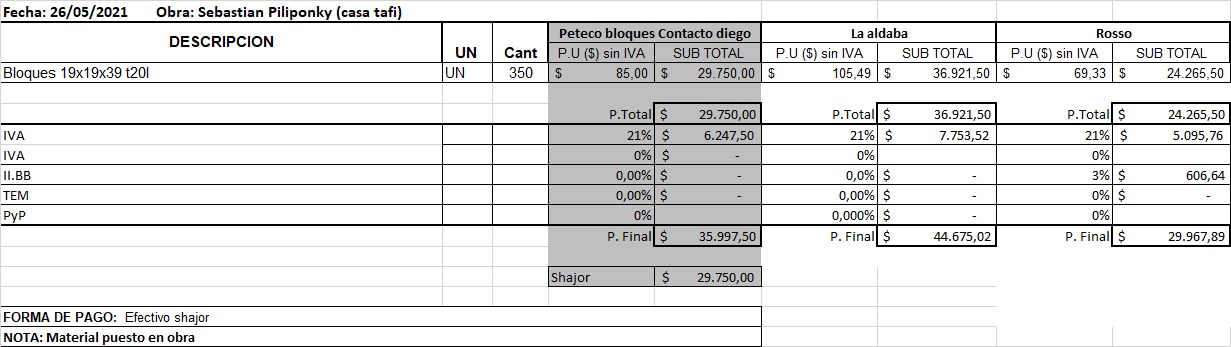 Fecha: 26/05/2021 Obra: Sebastian Piliponky (casa tafi)
DESCRIPCION UN Cant Peteco bloques Contacto diego La aldaba Rosso
P.U ($) sin IVA SUB TOTAL P.U ($) sin IVA SUB TOTAL P.U ($) sin IVA SUB TOTAL
Bloques 19x19x39 t20l UN 350 $ 85,00 $ 29.750,00 $ 105,49 $ 36.921,50 $ 69,33 $ 24.265,50
P.Total $ 29.750,00 P.Total $ 36.921,50 P.Total $ 24.265,50
IVA 21% $ 6.247,50 21% $ 7.753,52 21% $ 5.095,76
IVA 0% $ - 0% 0%
II.BB 0,00% $ - 0,0% $ - 3% $ 606,64
TEM 0,00% $ - 0,00% $ - 0% $ -
PyP 0% 0,000% $ - 0%
P. Final $ 35.997,50 P. Final $ 44.675,02 P. Final $ 29.967,89
Shajor $ 29.750,00
FORMA DE PAGO: Efectivo shajor
NOTA: Material puesto en obra